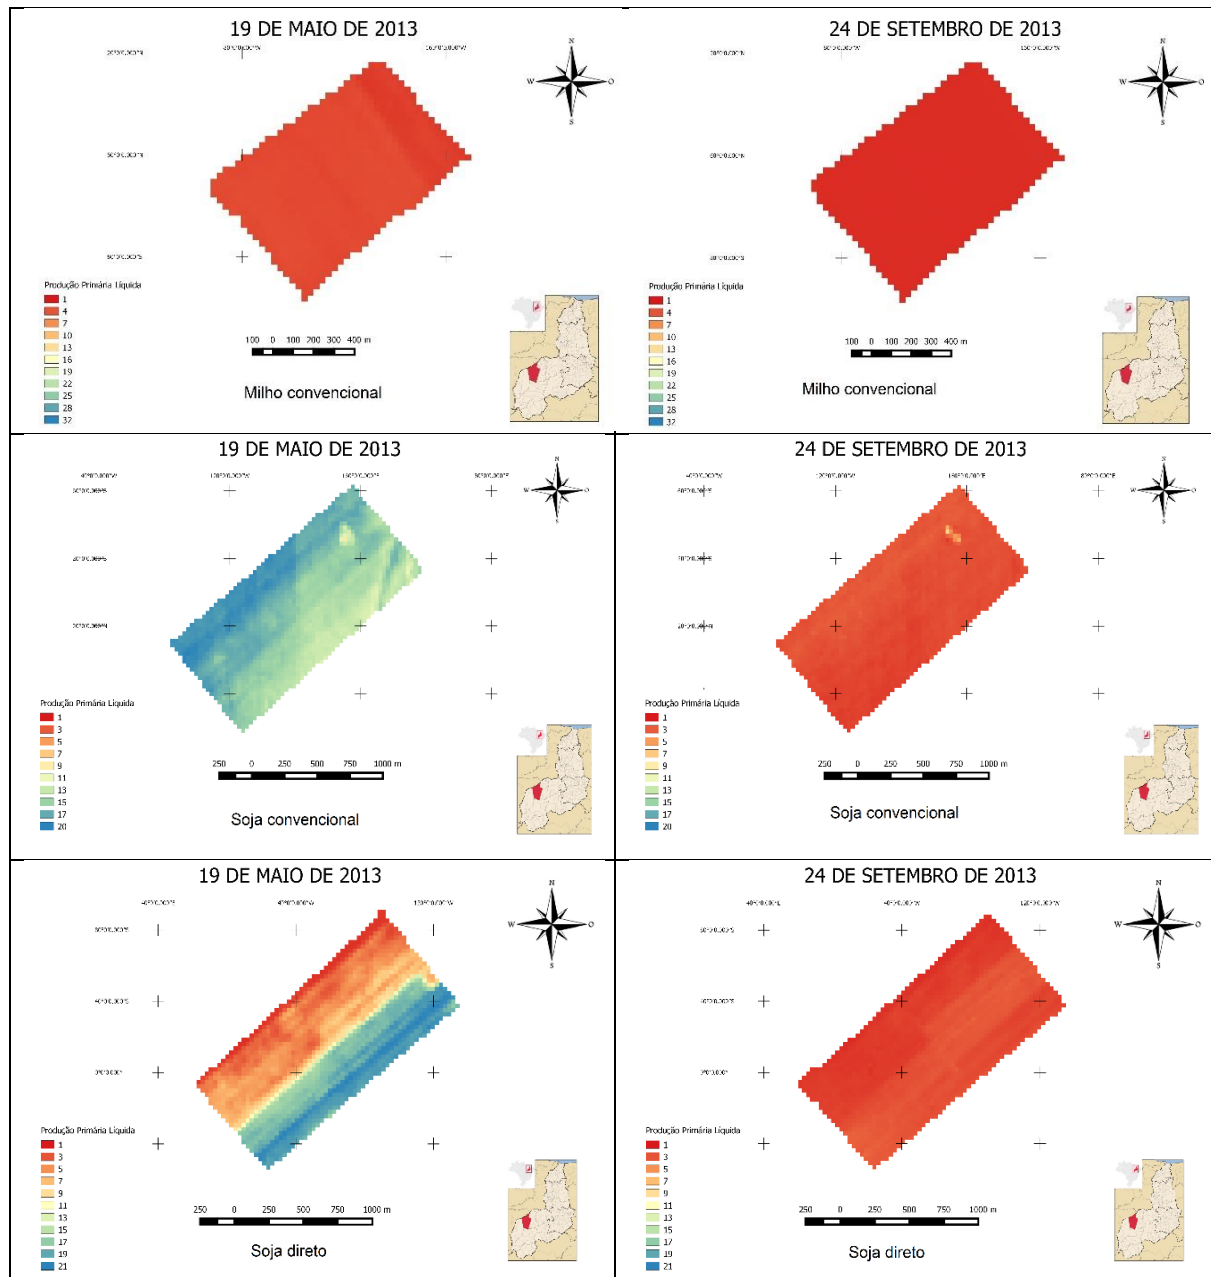 19 DE MAIO DE 2013
N
W
O
S
Produção Primária Líquida
1
4
7
10
13
16
19
22
25
28
32
100 0 100 200 300 400 m
Milho convencional
24 DE SETEMBRO DE 2013
N
W
O
S
Produção Primária Líquida
1
4
7
10
13
16
19
22
25
28
32
100 0 100 200 300 400 m
Milho convencional
19 DE MAIO DE 2013
N
W
O
S
Produção Primária Líquida
1
3
5
7
9
11
13
15
17
20
250 0 250 500 750 1000 m
Soja convencional
24 DE SETEMBRO DE 2013
N
W
O
S
Produção Primária Líquida
1
3
5
7
9
11
13
15
17
20
250 0 250 500 750 1000 m
Soja convencional
19 DE MAIO DE 2013
N
W
O
S
Produção Primária Líquida
1
3
5
7
9
11
13
15
17
19
21
250 0 250 500 750 1000 m
Soja direto
24 DE SETEMBRO DE 2013
N
W
O
S
Produção Primária Líquida
1
3
5
7
9
11
13
15
17
19
21
250 0 250 500 750 1000 m
Soja direto